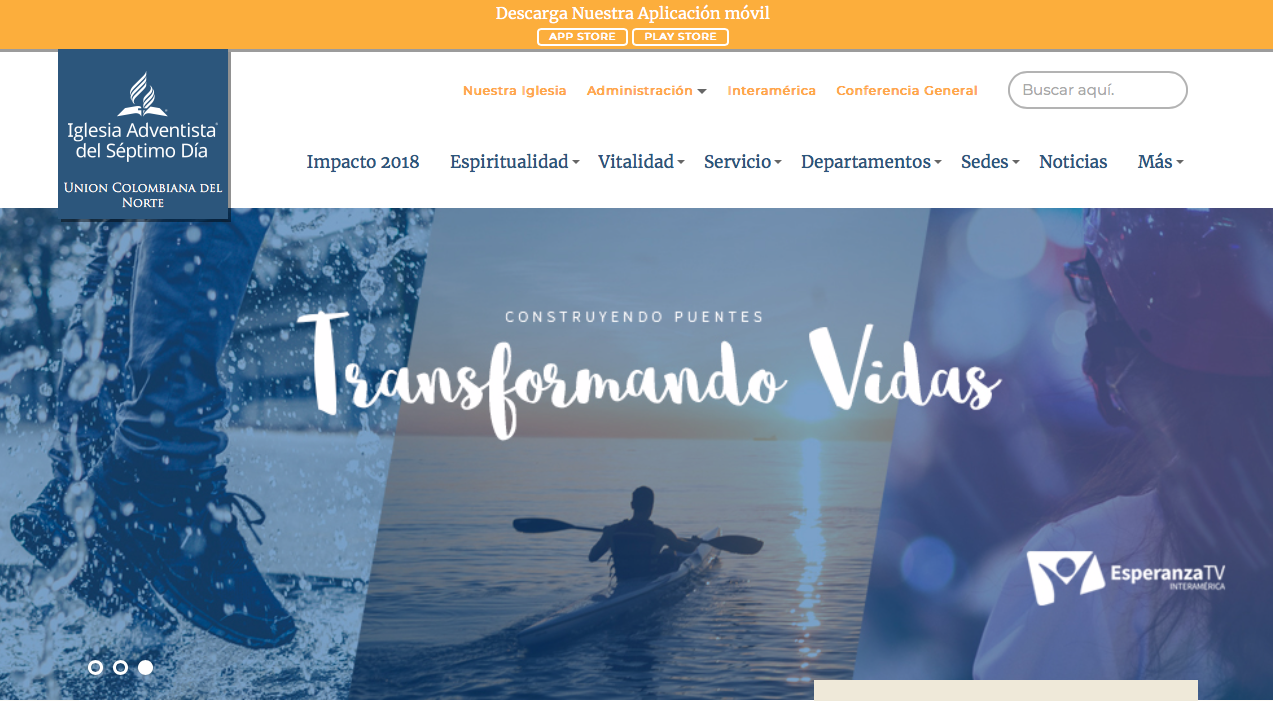 Descarga Nuestra Aplicación móvil
APP STORE PLAY STORE
Nuestra Iglesia Administración Interamérica Conferencia General Buscar aquí.
Iglesia Adventista®
del Séptimo Día
Union Colombiana del
Norte
Impacto 2018 Espiritualidad Vitalidad Servicio Departamentos Sedes Noticias Más
CONSTRUYENDO PUENTES
Transformando Vidas
EsperanzaTV
INTERAMÉRICA